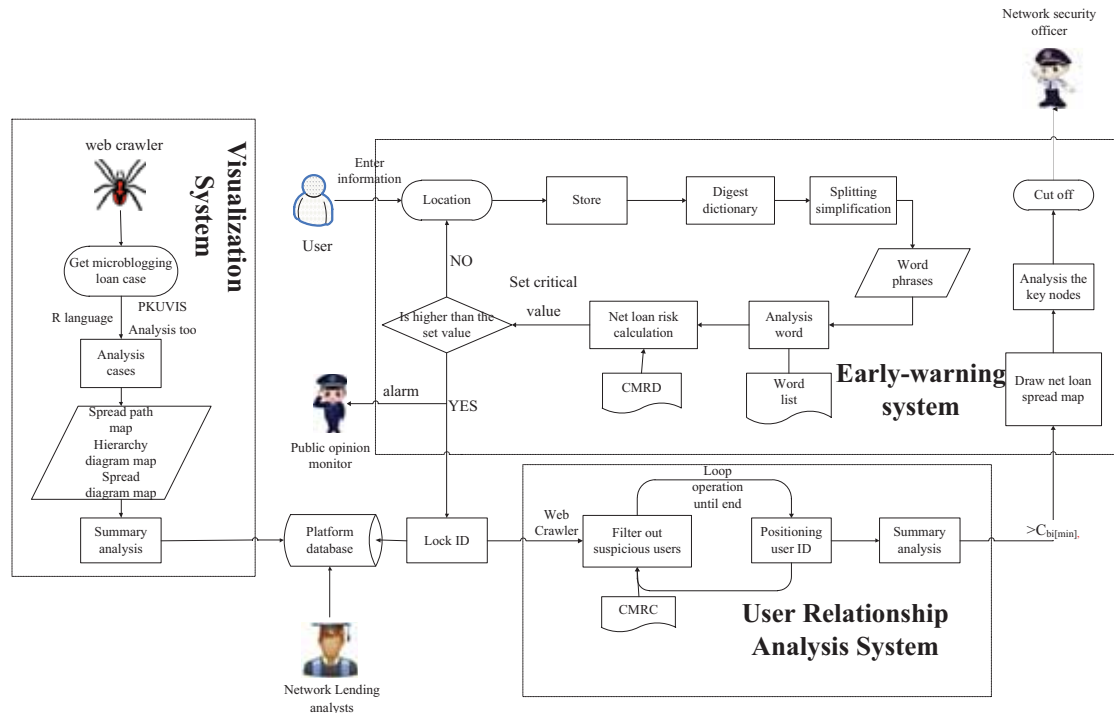 Network security
officer
web crawler
Visualization
System
Get microblogging
loan case
R language
PKUVIS
Analysis too
Analysis
cases
Spread path
map
Hierarchy
diagram map
Spread
diagram map
Summary
analysis
Enter
information
User
Location
Store
Digest
dictionary
Splitting
simplification
Word
phrases
Analysis
word
Word
list
Net loan risk
calculation
CMRD
Set critical
value
Is higher than the
set value
NO
YES
alarm
Public opinion
monitor
Early-warning
system
Cut off
Analysis the
key nodes
Draw net loan
spread map
Platform
database
Lock ID
Network Lending
analysts
Web
Crawler
Filter out
suspicious users
CMRC
Loop
operation
until end
Positioning
user ID
Summary
analysis
>Cbi[min],
User Relationship
Analysis System